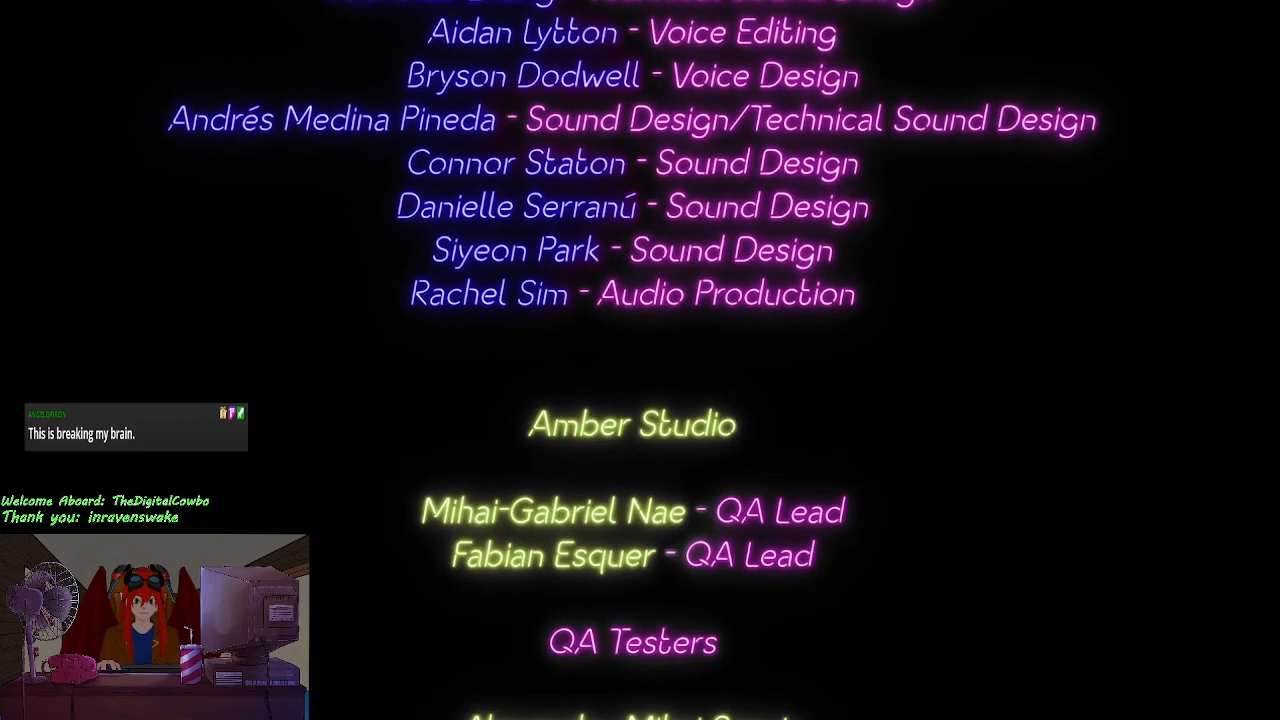 Aidan Lytton - Voice Editing
Bryson Dodwell - Voice Design
Andrés Medina Pineda - Sound Design/Technical Sound Design
Connor Staton - Sound Design
Danielle Serranú - Sound Design
Siyeon Park - Sound Design
Rachel Sim - Audio Production
Amber Studio
This is breaking my brain.
Welcome Aboard: TheDigitalCowbo
Thank you: inravenswake
Mihai-Gabriel Nae - QA Lead
Fabian Esquer - QA Lead
QA Testers